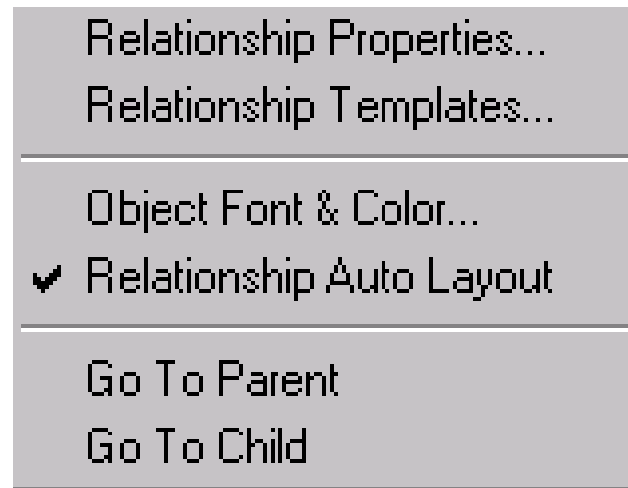 Relationship Properties...
Relationship Templates...
Object Font & Color...
Relationship Auto Layout
Go To Parent
Go To Child